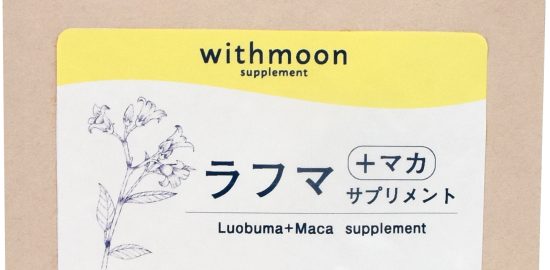 withmoon
supplement
ラフマ
＋マカ
サプリメント
Luobuma+Maca supplement